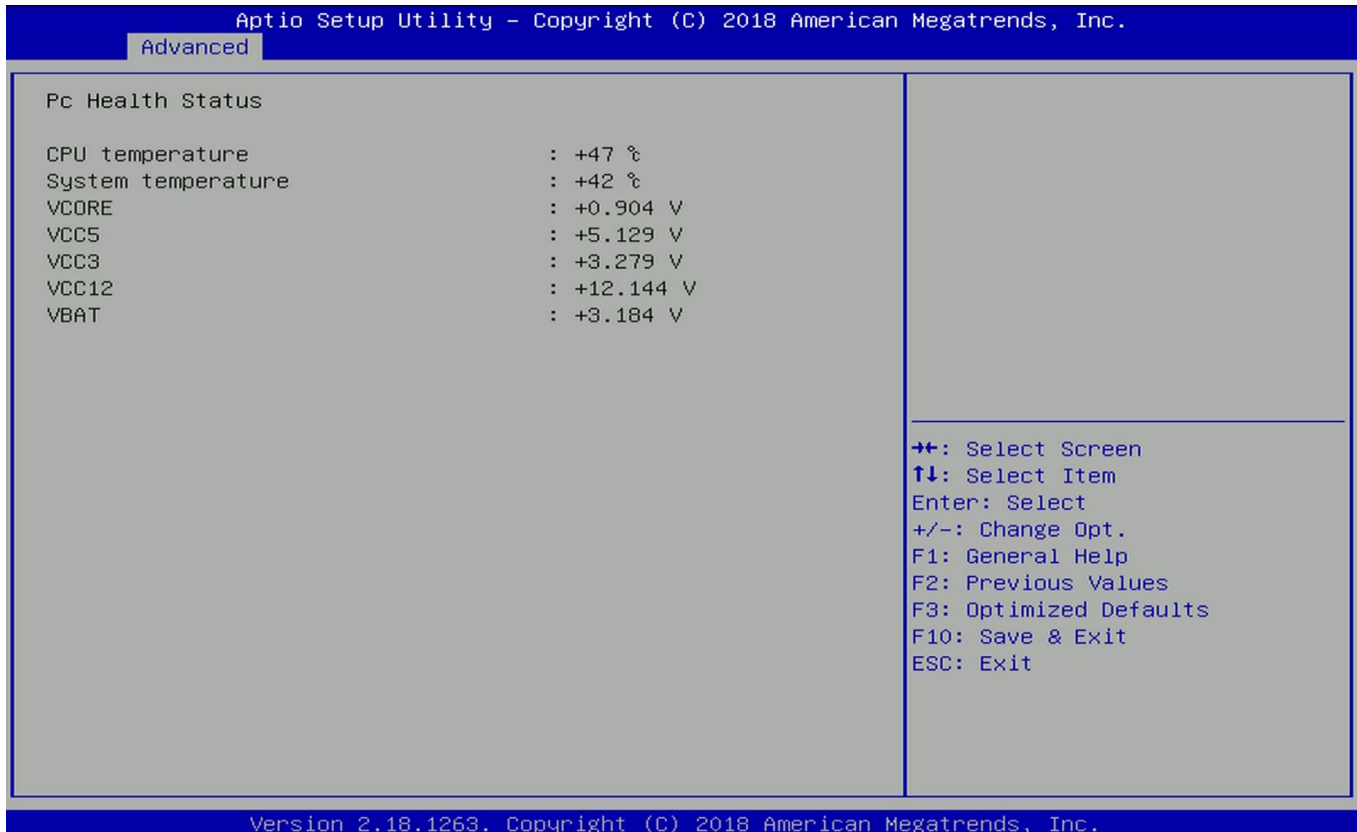 Aptio Setup Utility – Copyright (C) 2018 American Megatrends, Inc.
Advanced
Pc Health Status
CPU temperature : +47 ℃
System temperature : +42 ℃
VCORE : +0.904 V
VCC5 : +5.129 V
VCC3 : +3.279 V
VCC12 : +12.144 V
VBAT : +3.184 V
→←: Select Screen
↑↓: Select Item
Enter: Select
+/-: Change Opt.
F1: General Help
F2: Previous Values
F3: Optimized Defaults
F10: Save & Exit
ESC: Exit
Version 2.18.1263. Copyright (C) 2018 American Megatrends, Inc.